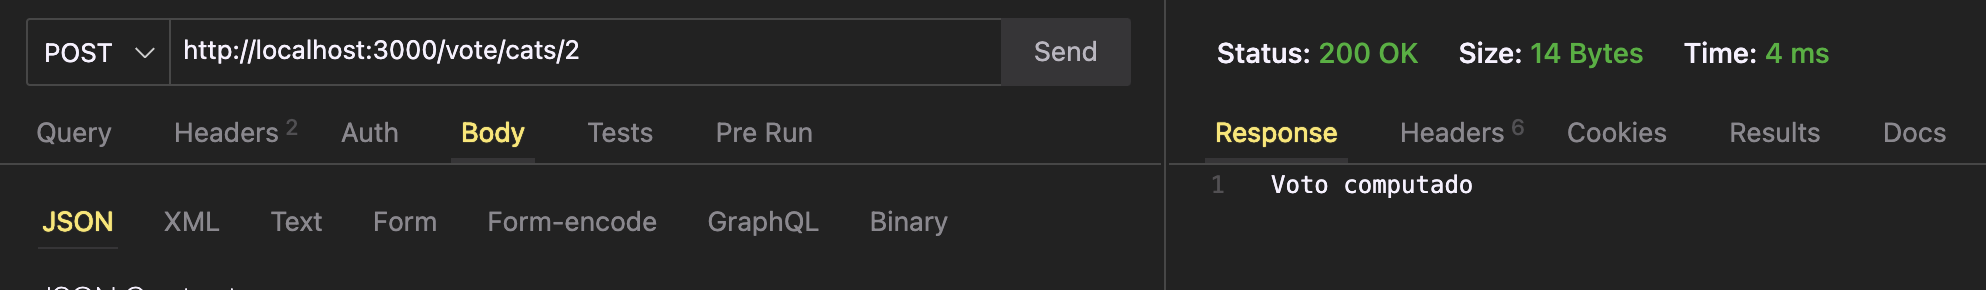 POST http://localhost:3000/vote/cats/2 Send
Status: 200 OK Size: 14 Bytes Time: 4 ms
Query Headers 2 Auth Body Tests Pre Run
Response Headers 6 Cookies Results Docs
1 Voto computado
JSON XML Text Form Form-encode GraphQL Binary